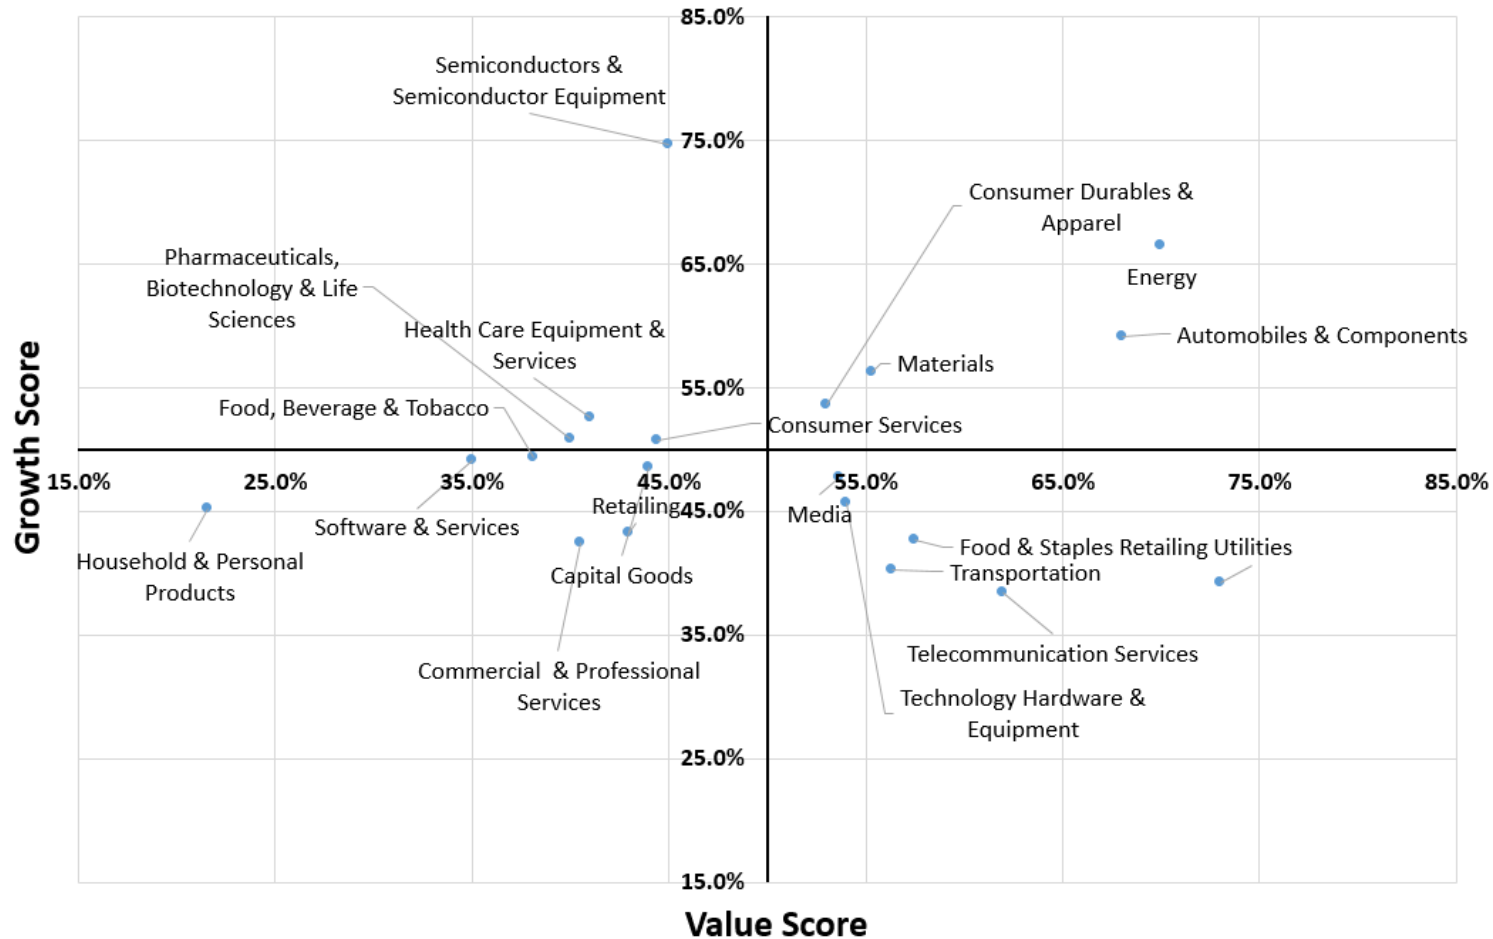 85.0%
Semiconductors &
Semiconductor Equipment
75.0%
Consumer Durables &
Apparel
Pharmaceuticals,
Biotechnology & Life
Sciences
65.0%
Energy
Health Care Equipment &
Services
Automobiles & Components
Materials
55.0%
Food, Beverage & Tobacco
Consumer Services
Growth Score
15.0% 25.0% 35.0% 45.0% 55.0% 65.0% 75.0% 85.0%
Retailing
45.0%
Media
Software & Services
Household & Personal
Products
Capital Goods
Food & Staples Retailing Utilities
Transportation
35.0%
Telecommunication Services
Commercial & Professional
Services
Technology Hardware &
Equipment
25.0%
15.0%
Value Score